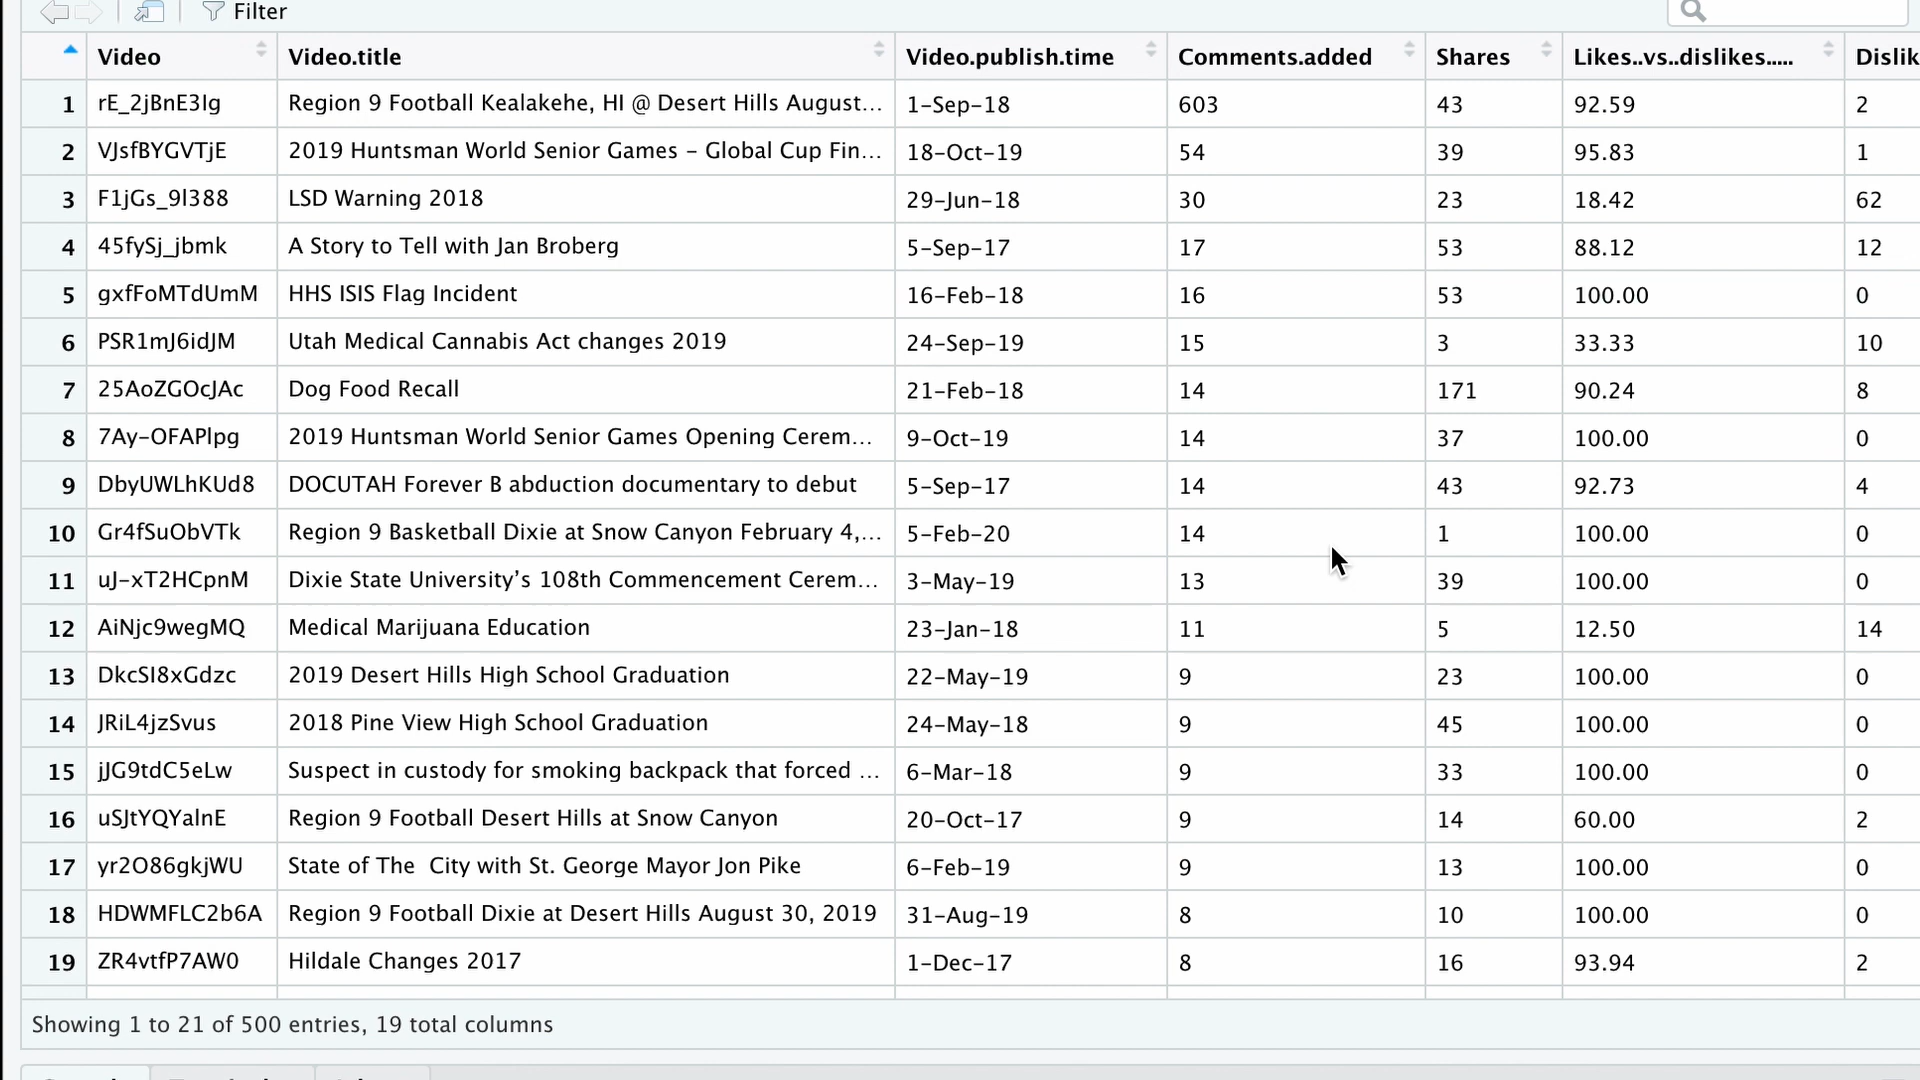 Filter
Video Video.title Video.publish.time Comments.added Shares Likes..vs..dislikes..... Dislik
1 rE_2jBnE3Ig Region 9 Football Kealakehe, HI @ Desert Hills August... 1-Sep-18 603 43 92.59 2
2 VJsfBYGVTjE 2019 Huntsman World Senior Games - Global Cup Fin... 18-Oct-19 54 39 95.83 1
3 F1jGs_9l388 LSD Warning 2018 29-Jun-18 30 23 18.42 62
4 45fySj_jbmk A Story to Tell with Jan Broberg 5-Sep-17 17 53 88.12 12
5 gxfFoMTdUmM HHS ISIS Flag Incident 16-Feb-18 16 53 100.00 0
6 PSR1mJ6idJM Utah Medical Cannabis Act changes 2019 24-Sep-19 15 3 33.33 10
7 25AoZGOcJAc Dog Food Recall 21-Feb-18 14 171 90.24 8
8 7Ay-OFAPlpg 2019 Huntsman World Senior Games Opening Cerem... 9-Oct-19 14 37 100.00 0
9 DbyUWLhKUd8 DOCUTAH Forever B abduction documentary to debut 5-Sep-17 14 43 92.73 4
10 Gr4fSuObVTk Region 9 Basketball Dixie at Snow Canyon February 4,... 5-Feb-20 14 1 100.00 0
11 uJ-xT2HCpnM Dixie State University's 108th Commencement Cerem... 3-May-19 13 39 100.00 0
12 AiNjc9wegMQ Medical Marijuana Education 23-Jan-18 11 5 12.50 14
13 DkcSI8xGdzc 2019 Desert Hills High School Graduation 22-May-19 9 23 100.00 0
14 JRiL4jzSvus 2018 Pine View High School Graduation 24-May-18 9 45 100.00 0
15 jJG9tdC5eLw Suspect in custody for smoking backpack that forced ... 6-Mar-18 9 33 100.00 0
16 uSJtYQYalnE Region 9 Football Desert Hills at Snow Canyon 20-Oct-17 9 14 60.00 2
17 yr2O86gkjWU State of The  City with St. George Mayor Jon Pike 6-Feb-19 9 13 100.00 0
18 HDWMFLC2b6A Region 9 Football Dixie at Desert Hills August 30, 2019 31-Aug-19 8 10 100.00 0
19 ZR4vtfP7AW0 Hildale Changes 2017 1-Dec-17 8 16 93.94 2
Showing 1 to 21 of 500 entries, 19 total columns